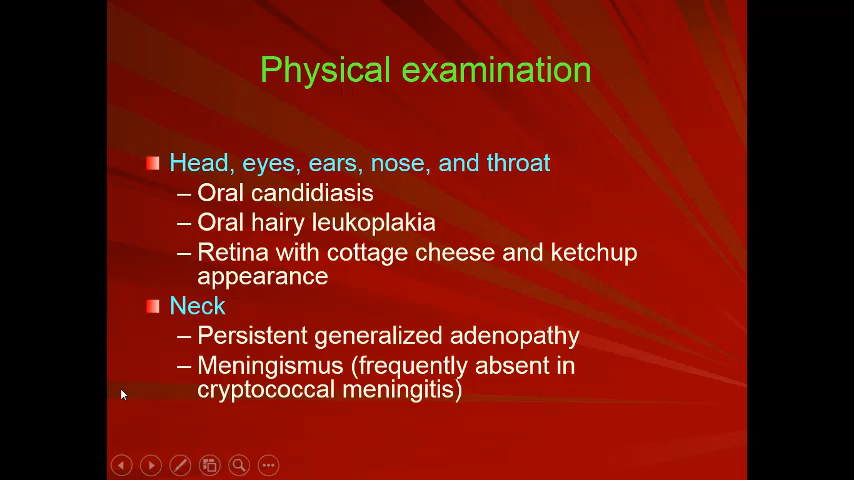 Physical examination
Head, eyes, ears, nose, and throat
– Oral candidiasis
– Oral hairy leukoplakia
– Retina with cottage cheese and ketchup
appearance
Neck
– Persistent generalized adenopathy
– Meningismus (frequently absent in
cryptococcal meningitis)